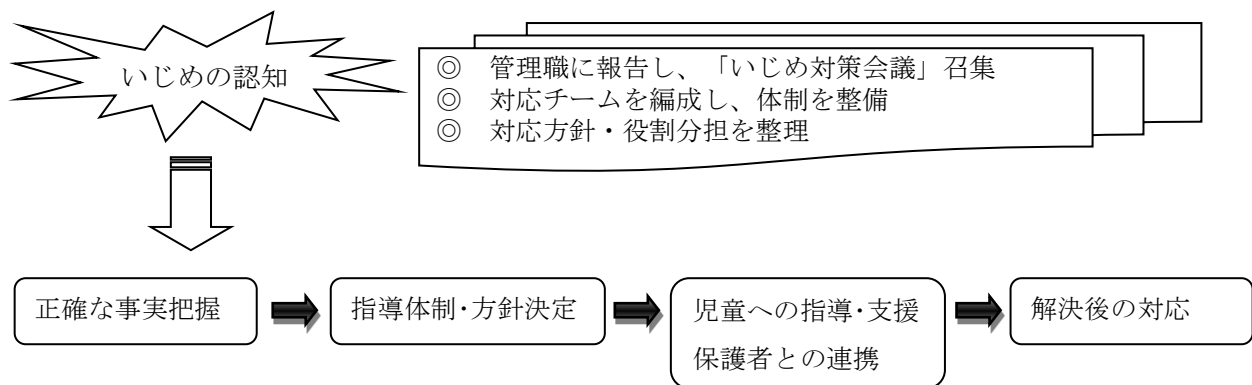 いじめの認知
◎ 管理職に報告し、「いじめ対策会議」召集
◎ 対応チームを編成し、体制を整備
◎ 対応方針・役割分担を整理
正確な事実把握
指導体制・方針決定
児童への指導・支援
保護者との連携
解決後の対応